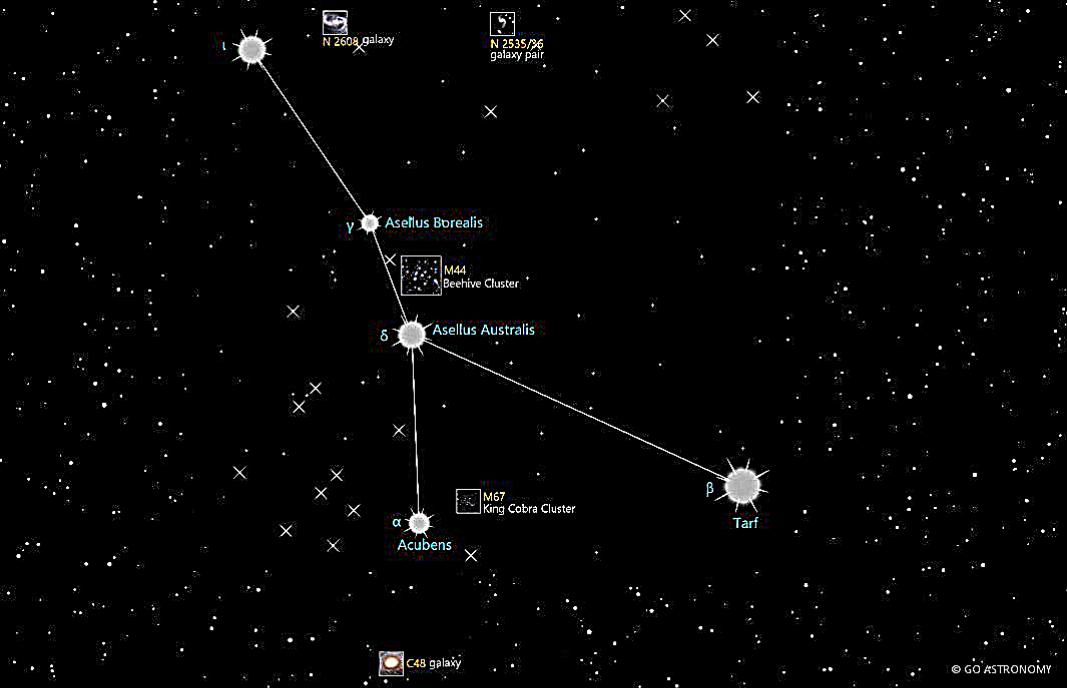 ι
N 2608 galaxy
N 2535/36
galaxy pair
γ Asellus Borealis
M44
Beehive Cluster
δ Asellus Australis
β
Tarf
M67
King Cobra Cluster
α
Acubens
C48 galaxy
© GO ASTRONOMY